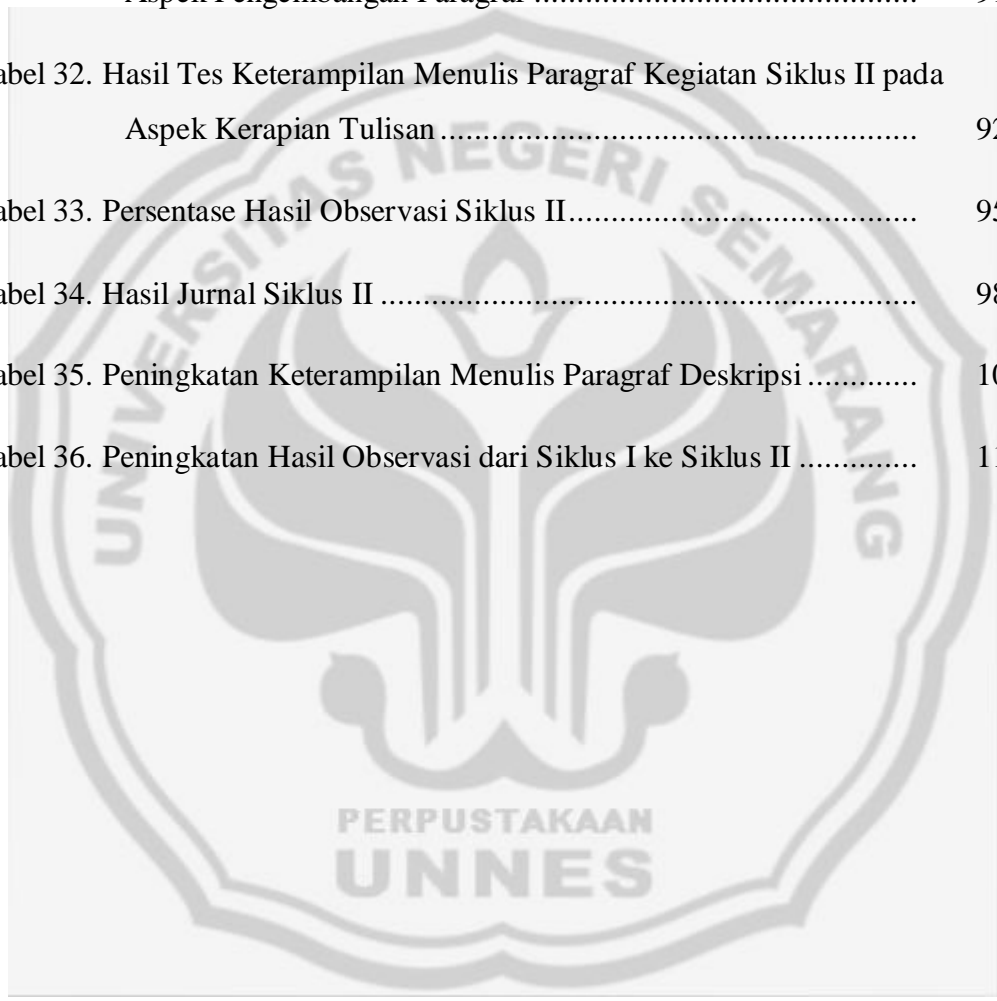 Aspek Pengembangan Paragraf ............................................
abel 32. Hasil Tes Keterampilan Menulis Paragraf Kegiatan Siklus II pada
Aspek Kerapian Tulisan ........................................................ 92
abel 33. Persentase Hasil Observasi Siklus II......................................... 95
abel 34. Hasil Jurnal Siklus II ............................................................... 98
abel 35. Peningkatan Keterampilan Menulis Paragraf Deskripsi ............. 10
abel 36. Peningkatan Hasil Observasi dari Siklus I ke Siklus II .............. 11
UNIVERSITAS NEGERI SEMARANG
PERPUSTAKAAN
UNNES